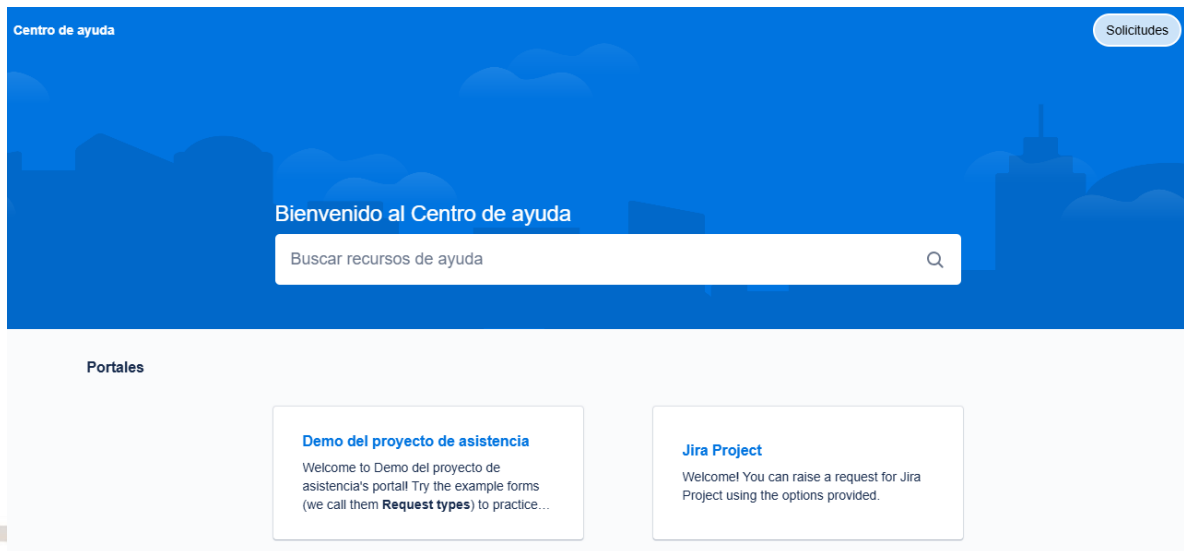 Centro de ayuda
Solicitudes
Bienvenido al Centro de ayuda
Buscar recursos de ayuda
Portales
Demo del proyecto de asistencia
Welcome to Demo del proyecto de
asistencia's portal! Try the example forms
(we call them Request types) to practice…
Jira Project
Welcome! You can raise a request for Jira
Project using the options provided.